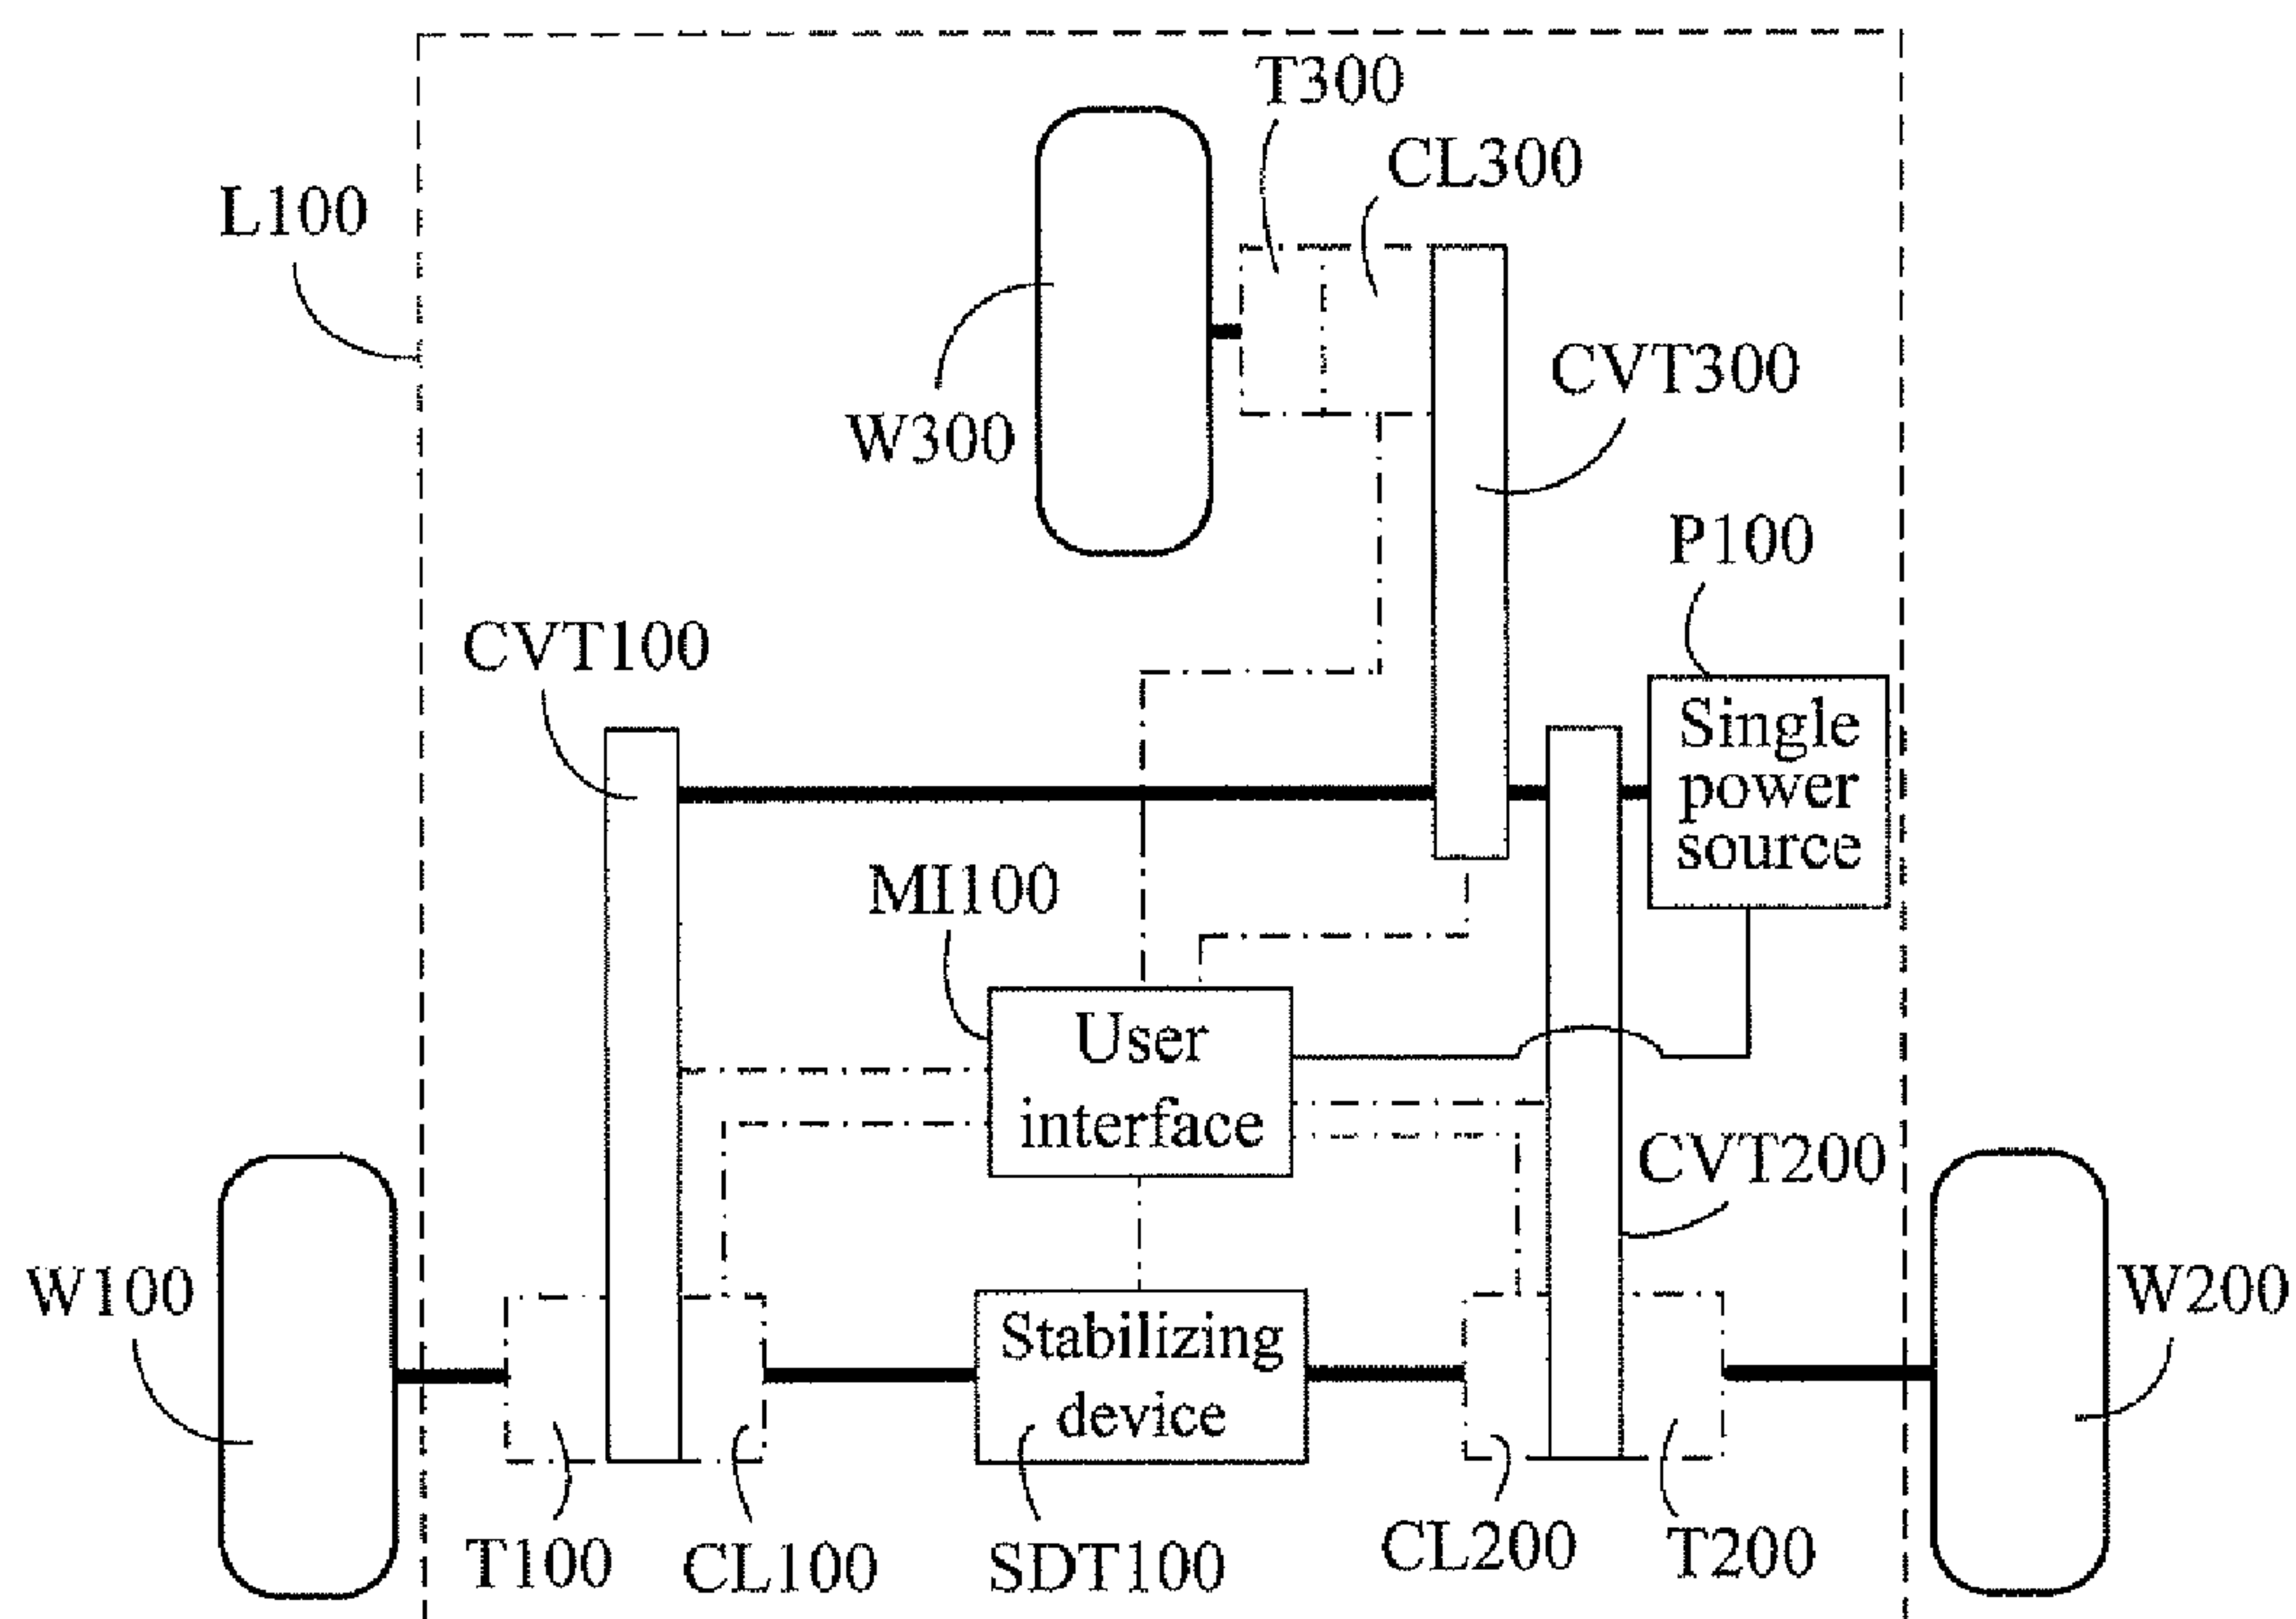 T300
CL300
L100
CVT300
W300
P100
CVT100
Single
power
source
MI100
User
interface
CVT200
W100
W200
Stabilizing
device
T100
CL100
SDT100
CL200
T200